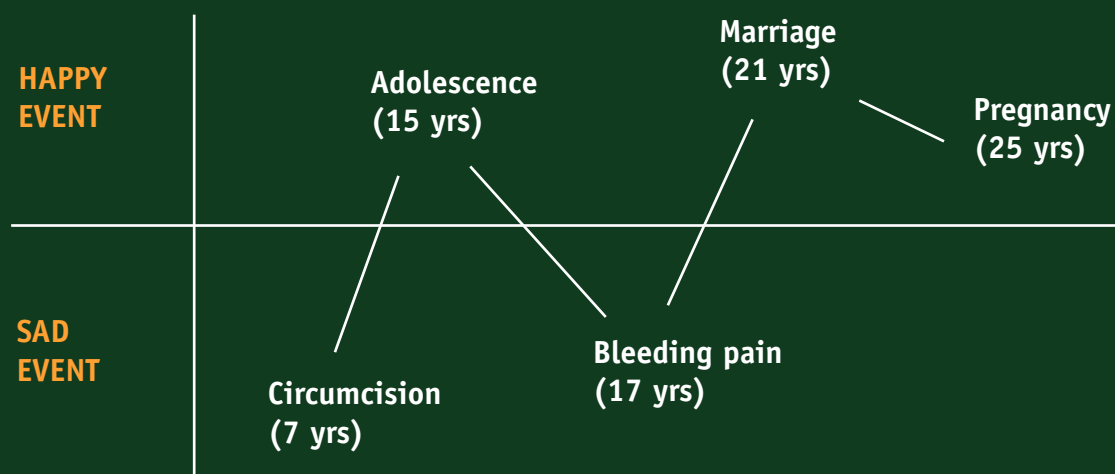 HAPPY
EVENT
Adolescence
(15 yrs)
Marriage
(21 yrs)
Pregnancy
(25 yrs)
SAD
EVENT
Circumcision
(7 yrs)
Bleeding pain
(17 yrs)